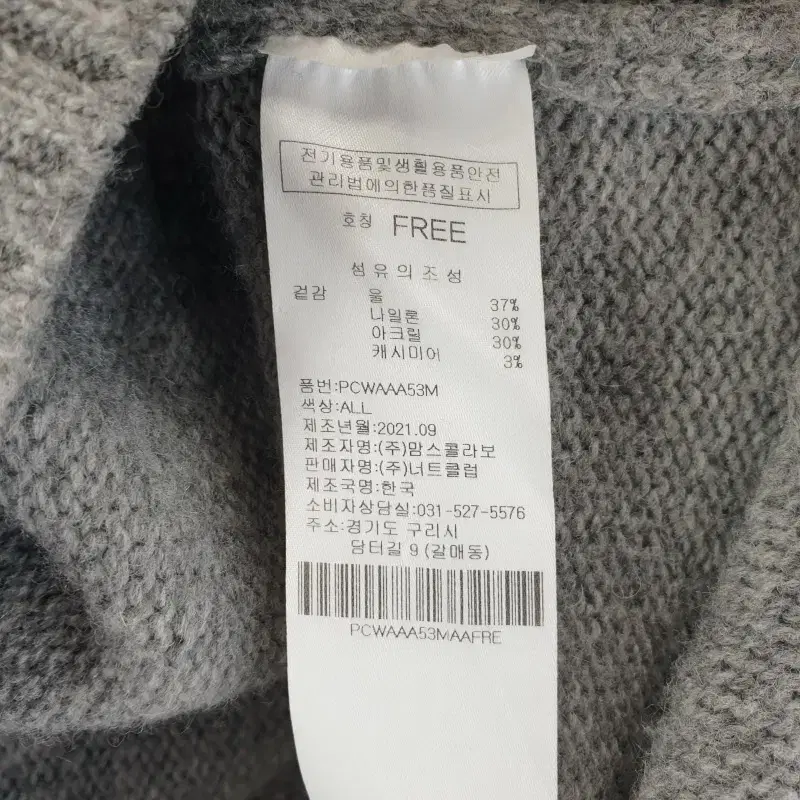 전기용품및생활용품안전
관리법에의한품질표시
호칭 FREE
섬유의조성
겉감 울 37%
나일론 30%
아크릴 30%
캐시미어 3%
품번:PCWAAA53M
색상:ALL
제조년월:2021.09
제조자명:(주)맘스콜라보
판매자명:(주)너트클럽
제조국명:한국
소비자상담실:031-527-5576
주소:경기도 구리시
담터길 9 (갈매동)
PCWAAA53MAAFRE